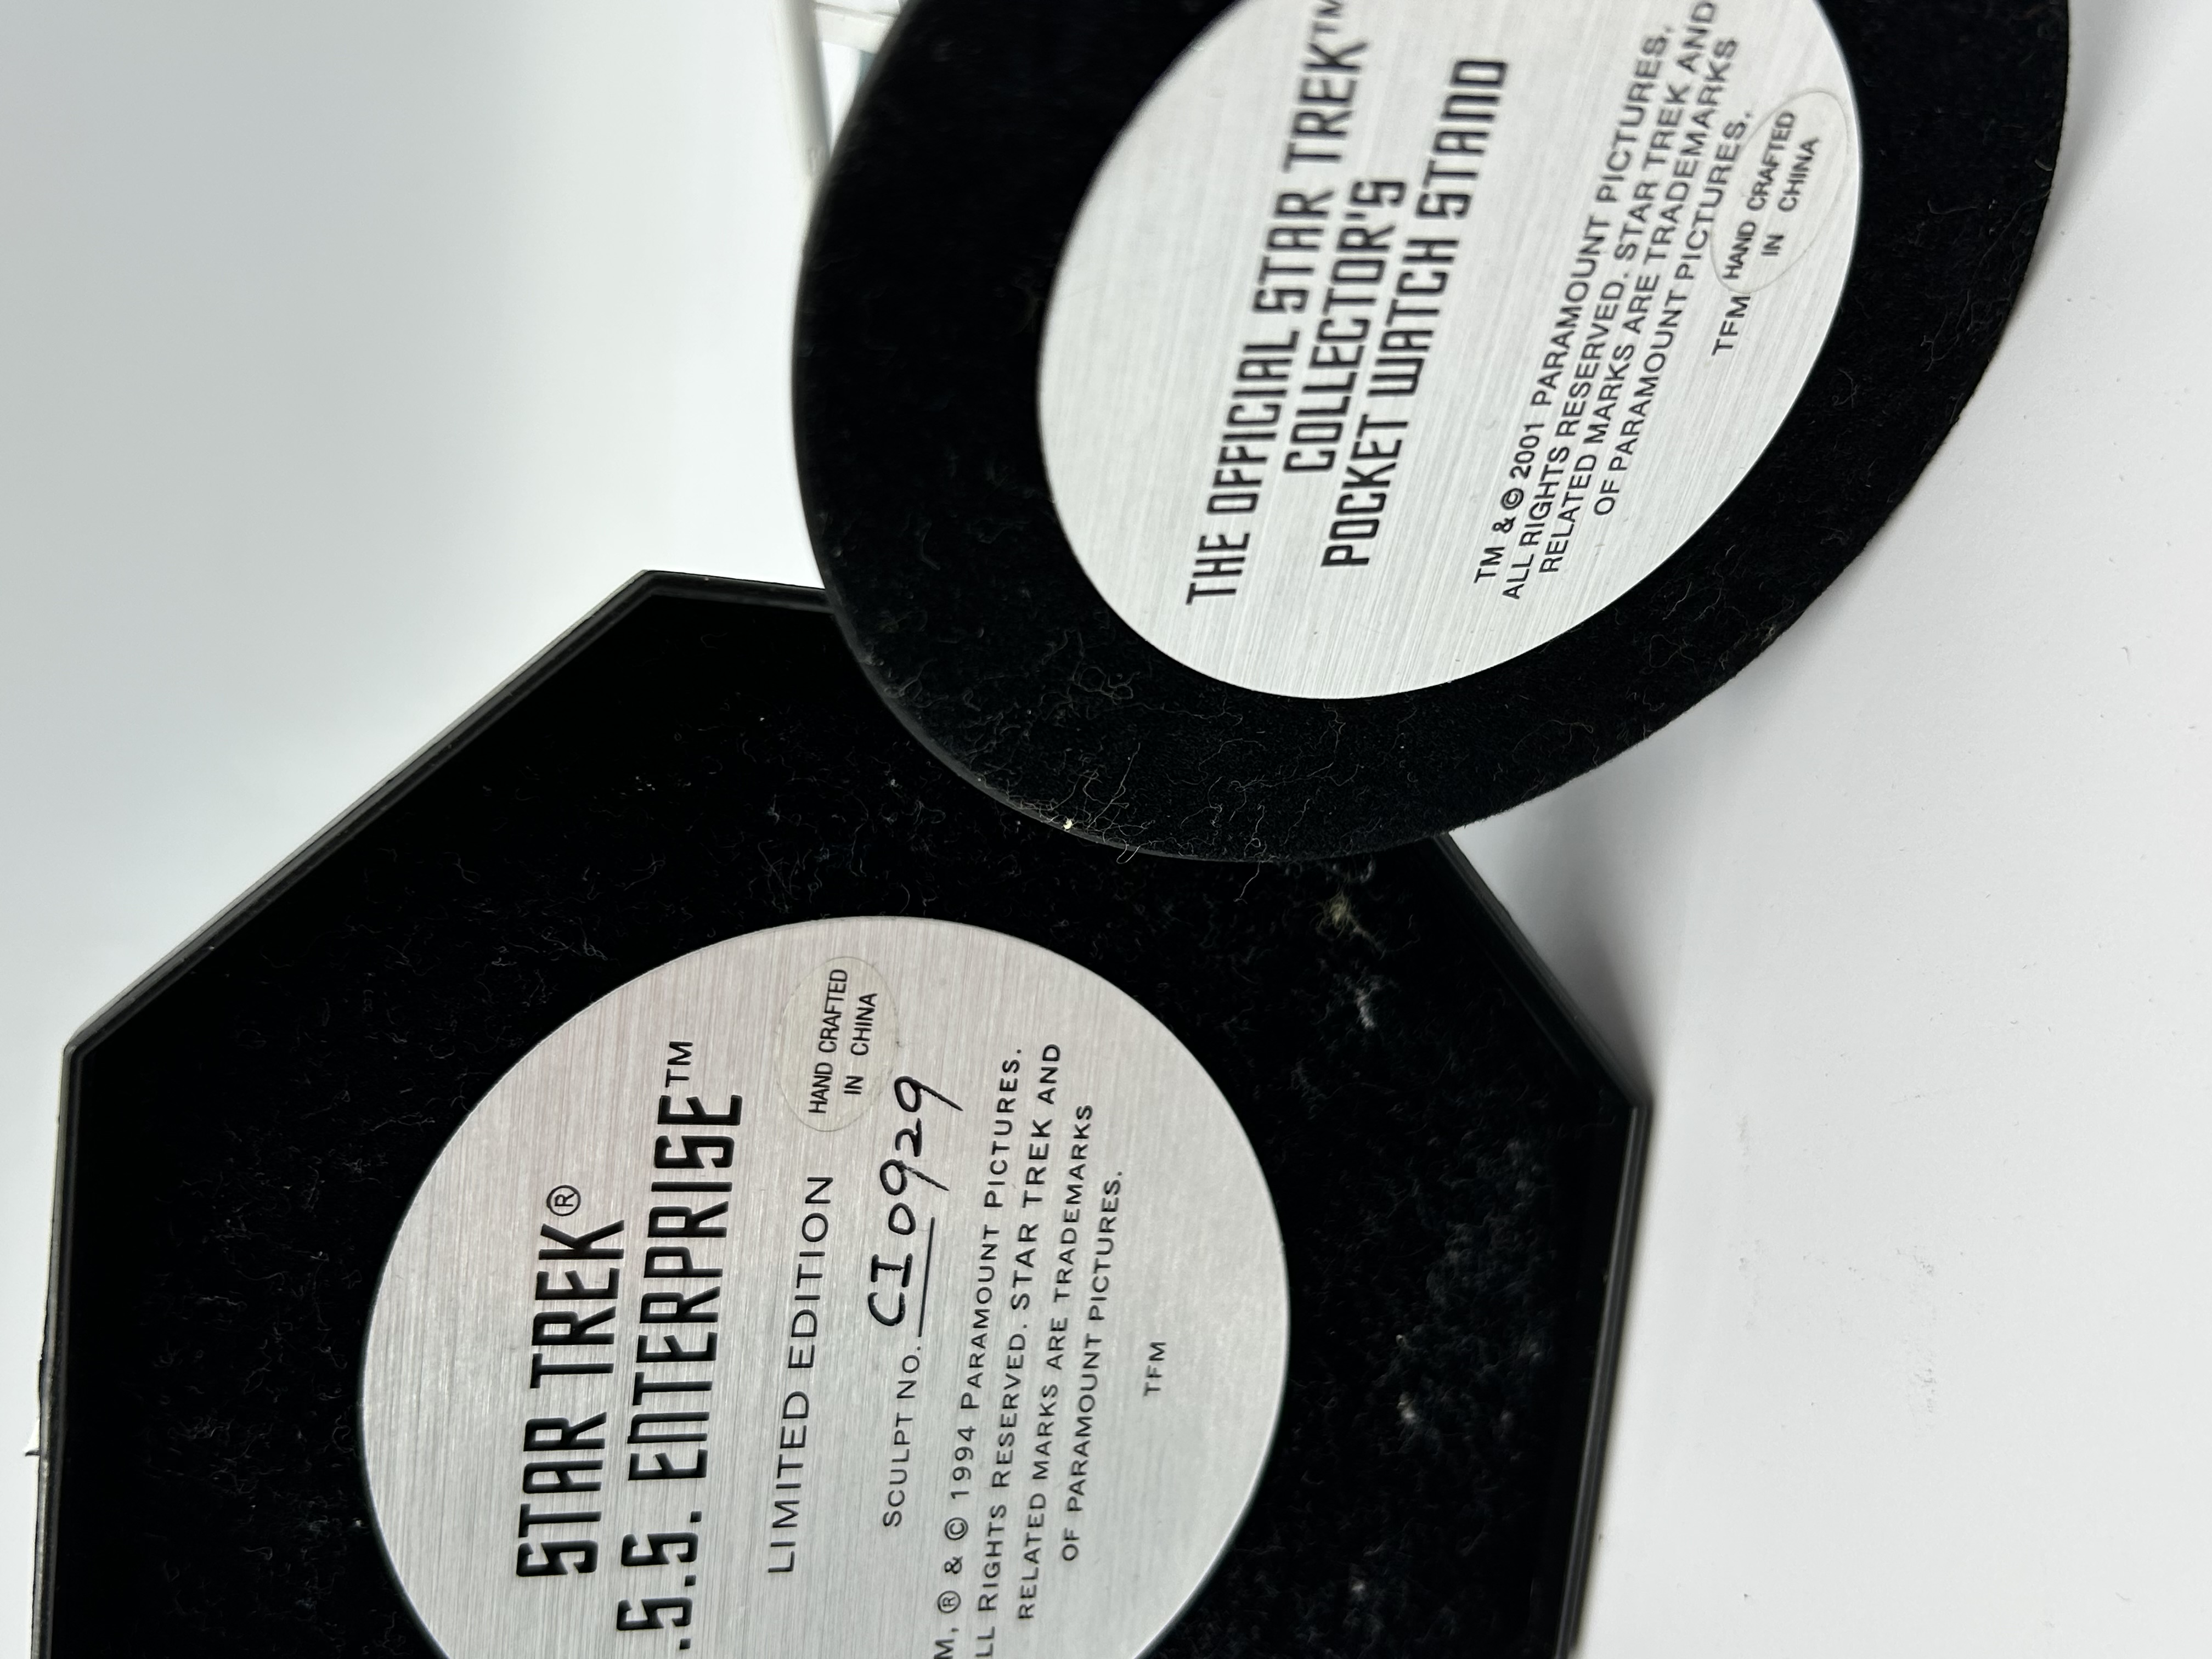 THE OFFICIAL STAR TREK™
COLLECTOR'S
POCKET WATCH STAND
TM & © 2001 PARAMOUNT PICTURES.
ALL RIGHTS RESERVED. STAR TREK AND
RELATED MARKS ARE TRADEMARKS
OF PARAMOUNT PICTURES.
TFM
HAND CRAFTED
IN CHINA
STAR TREK®
.S.S. ENTERPRISE™
LIMITED EDITION
HAND CRAFTED
IN CHINA
SCULPT NO. CI0929
M, ® & © 1994 PARAMOUNT PICTURES.
LL RIGHTS RESERVED. STAR TREK AND
RELATED MARKS ARE TRADEMARKS
OF PARAMOUNT PICTURES.
TFM